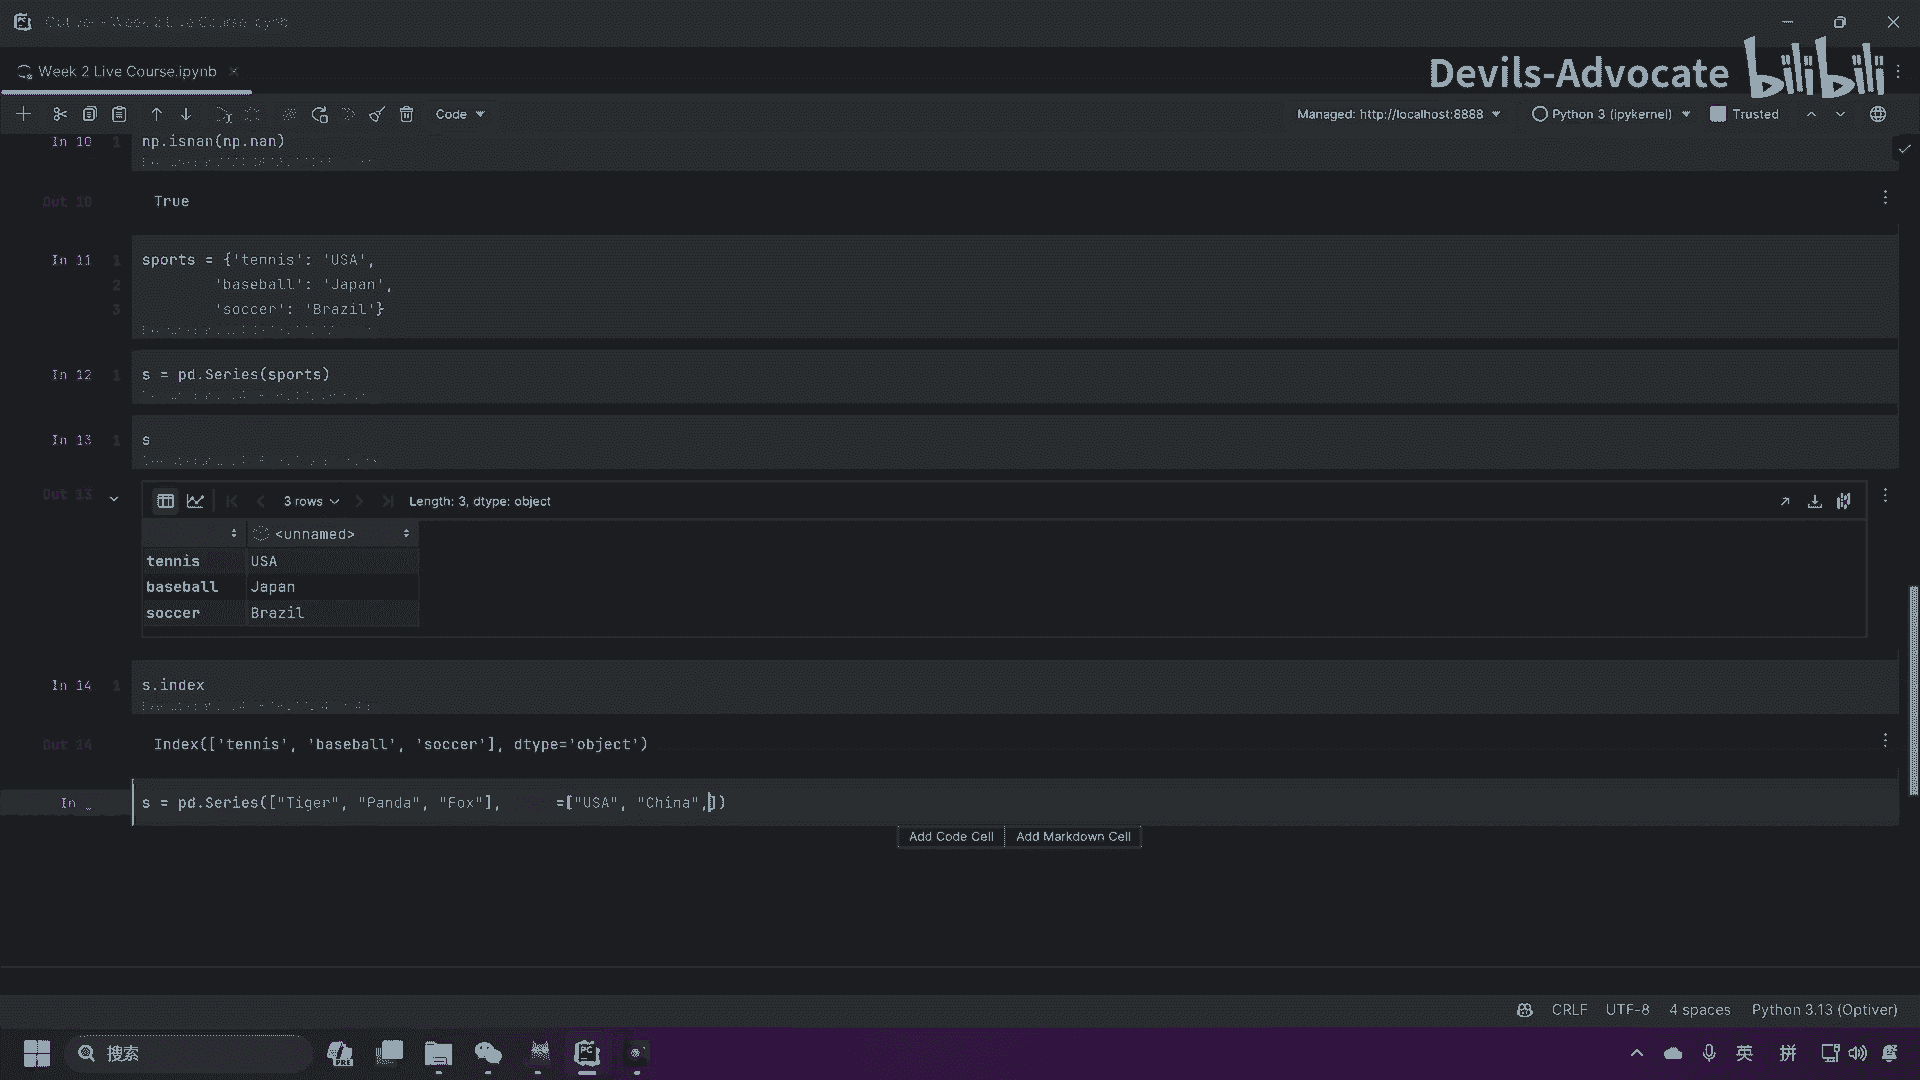 Week 2 Live Course.ipynb
Devils-Advocate bilibili
Code
Managed: http://localhost:8888
Python 3 (ipykernel)
Trusted
In 10 1 np.isnan(np.nan)
Out 10 True
In 11 1 sports = {'tennis': 'USA',
2 'baseball': 'Japan',
3 'soccer': 'Brazil'}
In 12 1 s = pd.Series(sports)
In 13 1 s
Out 13
3 rows Length: 3, dtype: object
<unnamed>
tennis USA
baseball Japan
soccer Brazil
In 14 1 s.index
Out 14 Index(['tennis', 'baseball', 'soccer'], dtype='object')
In _ s = pd.Series(["Tiger", "Panda", "Fox"], =["USA", "China",])
Add Code Cell Add Markdown Cell
CRLF UTF-8 4 spaces Python 3.13 (Optiver)
搜索
PRE
PC
英
拼